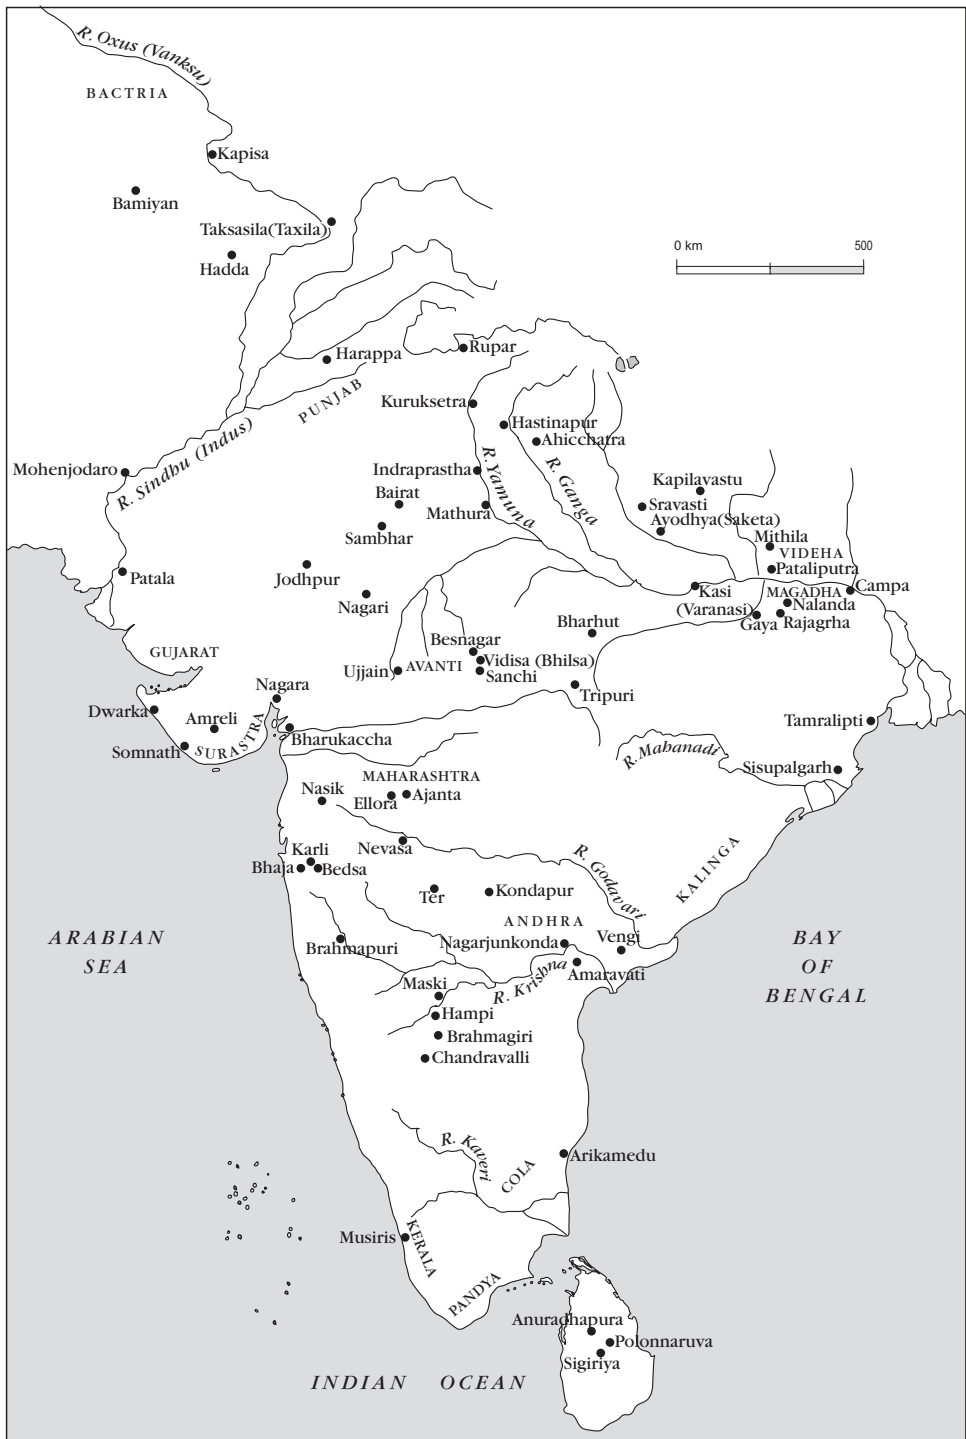 R. Oxus (Vanksu)
BACTRIA
Kapisa
Bamiyan
Taksasila(Taxila)
Hadda
0 km 500
Harappa
Rupar
PUNJAB
Kuruksetra
Hastinapur
Ahicchatra
R. Sindhu (Indus)
Mohenjodaro
Indraprastha
R. Yamuna
R. Ganga
Bairat
Mathura
Kapilavastu
Sravasti
Ayodhya(Saketa)
Sambhar
Mithila
VIDEHA
Patala
Jodhpur
Pataliputra
Nagari
Kasi
(Varanasi)
MAGADHA
Campa
Nalanda
Gaya
Rajagrha
Bharhut
GUJARAT
Besnagar
Vidisa (Bhilsa)
Ujjain
AVANTI
Sanchi
Nagara
Tripuri
Dwarka
Amreli
SURASTRA
Bharukaccha
Tamralipti
Somnath
R. Mahanadi
Sisupalgarh
MAHARASHTRA
Nasik
Ellora
Ajanta
Nevasa
Karli
Bhaja
Bedsa
R. Godavari
KALINGA
Ter
Kondapur
ANDHRA
ARABIAN
SEA
Brahmapuri
Nagarjunkonda
Vengi
BAY
OF
BENGAL
Amaravati
R. Krishna
Maski
Hampi
Brahmagiri
Chandravalli
R. Kaveri
COLA
Arikamedu
Musiris
KERALA
PANDYA
Anuradhapura
Polonnaruva
Sigiriya
INDIAN OCEAN